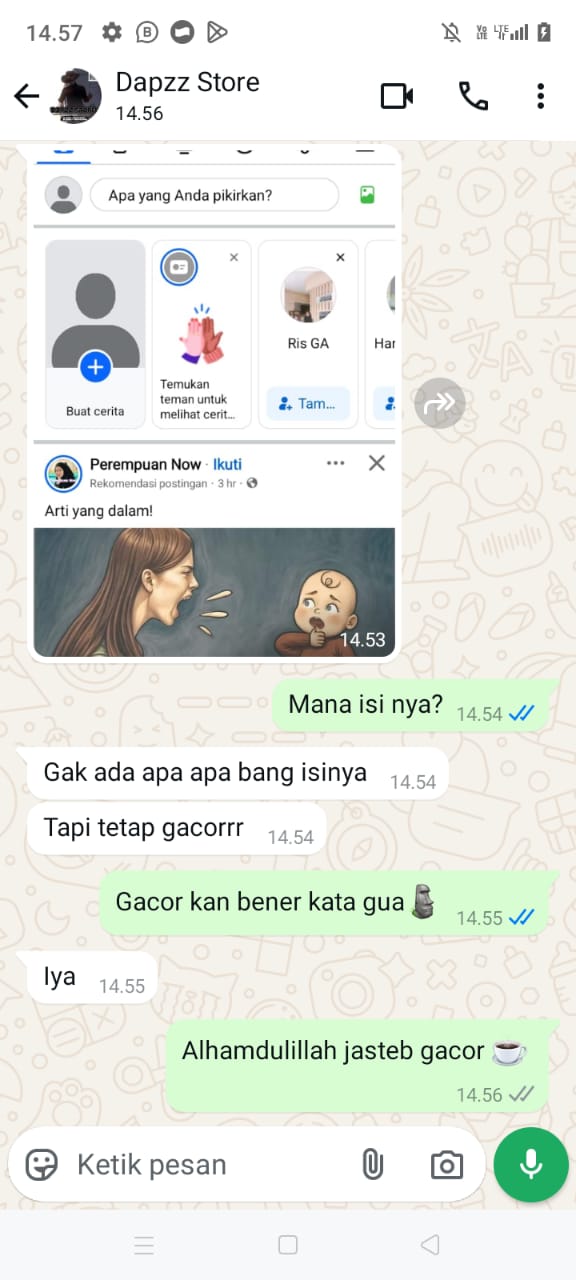 14.57
VoLTE LTE
Dapzz Store
14.56
Apa yang Anda pikirkan?
Buat cerita
Temukan
teman untuk
melihat cerit...
Ris GA
Tam...
Har
Perempuan Now · Ikuti
Rekomendasi postingan · 3 hr ·
Arti yang dalam!
14.53
Mana isi nya? 14.54
Gak ada apa apa bang isinya 14.54
Tapi tetap gacorrr 14.54
Gacor kan bener kata gua🗿 14.55
Iya 14.55
Alhamdulillah jasteb gacor ☕
14.56
Ketik pesan